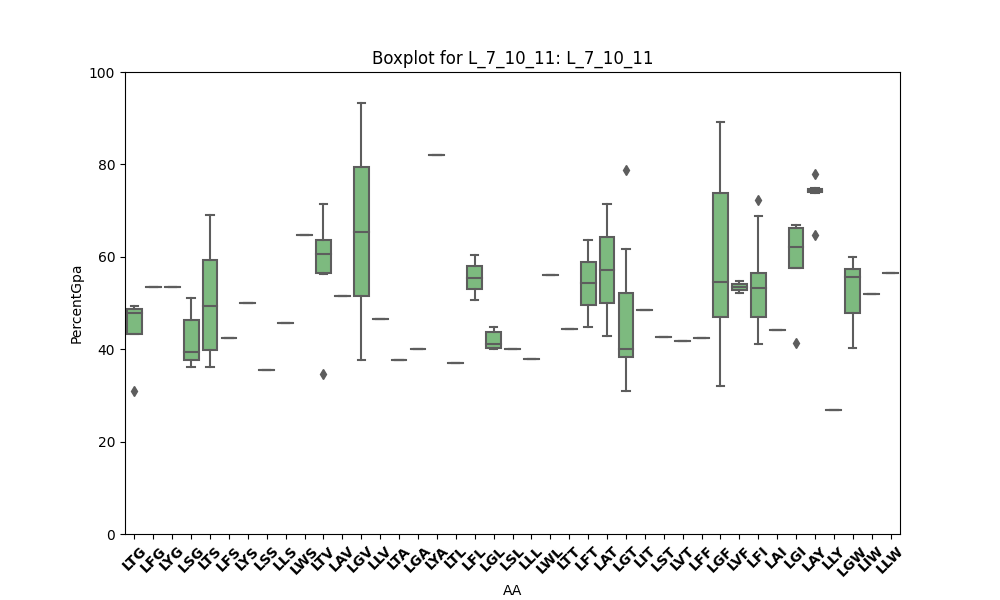 Boxplot for L_7_10_11: L_7_10_11
100
80
60
40
20
0
PercentGpa
LTG LFG LYG LSG LTS LFS LYS LSS LLS LWS LTV LAV LGV LLV LTA LGA LYA LTL LFL LGL LSL LLL LWL LTT LFT LAT LGT LIT LST LVT LFF LGF LVF LFI LAI LGI LAY LLY LGW LIW LLW
AA